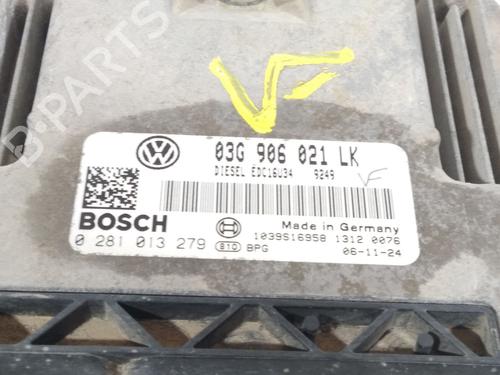 B-PARTS
VF
03G 906 021 LK
DIESEL EDC16U34 9249
VF
BOSCH
Made in Germany
0 281 013 279
810 BPG
1039S16958 1312 0076
06-11-24